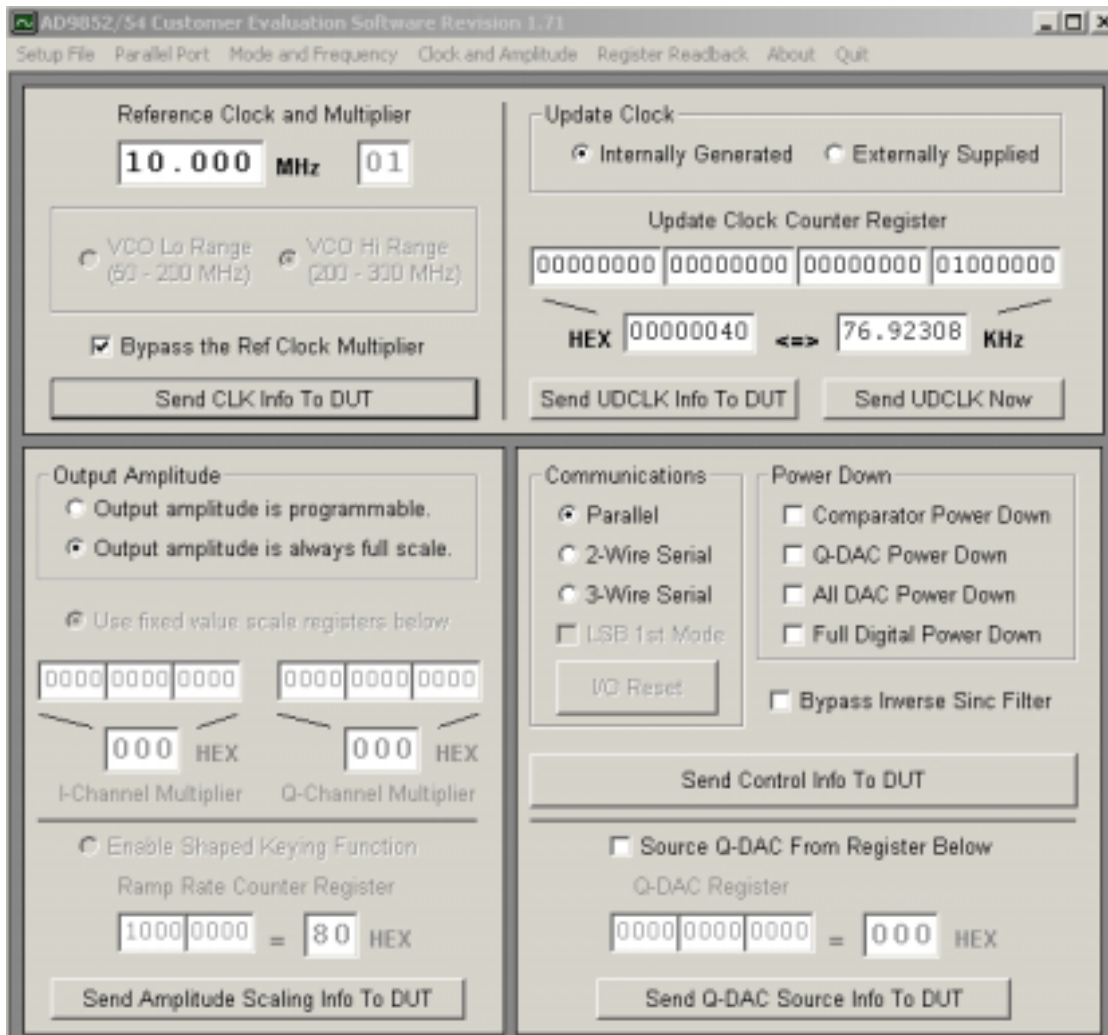 AD9852/54 Customer Evaluation Software Revision 1.71
Setup File Parallel Port Mode and Frequency Clock and Amplitude Register Readback About Quit
Reference Clock and Multiplier
10.000 MHz 01
VCO Lo Range
(50 - 200 MHz)
VCO Hi Range
(200 - 300 MHz)
Bypass the Ref Clock Multiplier
Send CLK Info To DUT
Update Clock
Internally Generated Externally Supplied
Update Clock Counter Register
00000000 00000000 00000000 01000000
HEX 00000040 <=> 76.92308 KHz
Send UDCLK Info To DUT Send UDCLK Now
Output Amplitude
Output amplitude is programmable.
Output amplitude is always full scale.
Use fixed value scale registers below
0000 0000 0000 0000 0000 0000
000 HEX 000 HEX
I-Channel Multiplier Q-Channel Multiplier
Enable Shaped Keying Function
Ramp Rate Counter Register
1000 0000 = 80 HEX
Send Amplitude Scaling Info To DUT
Communications
Parallel
2-Wire Serial
3-Wire Serial
LSB 1st Mode
I/O Reset
Power Down
Comparator Power Down
Q-DAC Power Down
All DAC Power Down
Full Digital Power Down
Bypass Inverse Sinc Filter
Send Control Info To DUT
Source Q-DAC From Register Below
Q-DAC Register
0000 0000 0000 = 000 HEX
Send Q-DAC Source Info To DUT